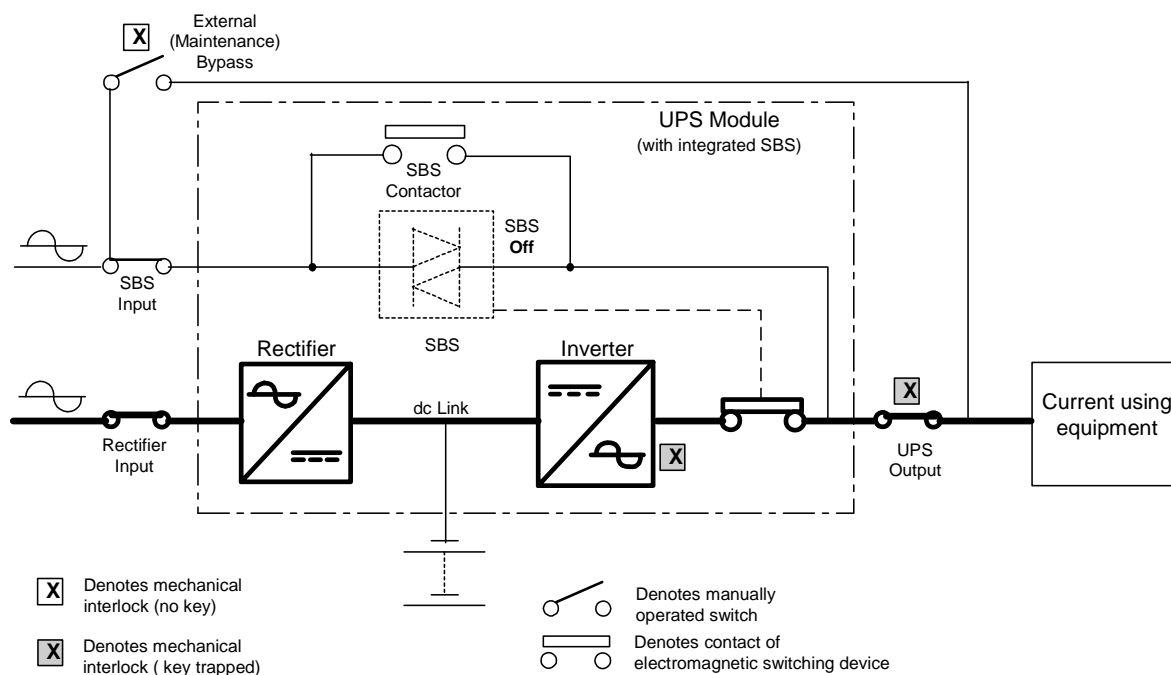 X
External
(Maintenance)
Bypass
UPS Module
(with integrated SBS)
SBS
Contactor
SBS
Off
SBS
Input
SBS
Rectifier
Inverter
dc Link
X
X
Rectifier
Input
UPS
Output
Current using
equipment
X
Denotes mechanical
interlock (no key)
X
Denotes mechanical
interlock ( key trapped)
Denotes manually
operated switch
Denotes contact of
electromagnetic switching device